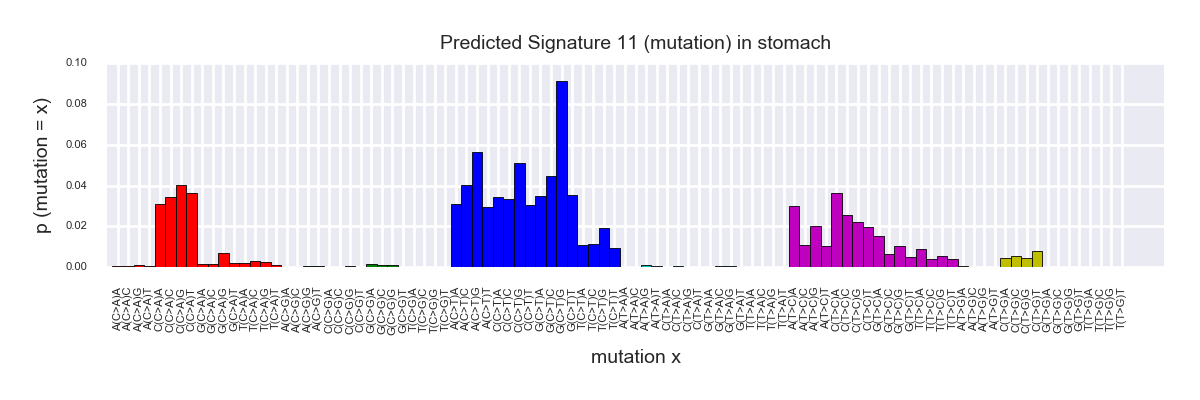 Predicted Signature 11 (mutation) in stomach
p (mutation = x)
0.10
0.08
0.06
0.04
0.02
0.00
A(C>A)A
A(C>A)C
A(C>A)G
A(C>A)T
C(C>A)A
C(C>A)C
C(C>A)G
C(C>A)T
G(C>A)A
G(C>A)C
G(C>A)G
G(C>A)T
T(C>A)A
T(C>A)C
T(C>A)G
T(C>A)T
A(C>G)A
A(C>G)C
A(C>G)G
A(C>G)T
C(C>G)A
C(C>G)C
C(C>G)G
C(C>G)T
G(C>G)A
G(C>G)C
G(C>G)G
G(C>G)T
T(C>G)A
T(C>G)C
T(C>G)G
T(C>G)T
A(C>T)A
A(C>T)C
A(C>T)G
A(C>T)T
C(C>T)A
C(C>T)C
C(C>T)G
C(C>T)T
G(C>T)A
G(C>T)C
G(C>T)G
G(C>T)T
T(C>T)A
T(C>T)C
T(C>T)G
T(C>T)T
A(T>A)A
A(T>A)C
A(T>A)G
A(T>A)T
C(T>A)A
C(T>A)C
C(T>A)G
C(T>A)T
G(T>A)A
G(T>A)C
G(T>A)G
G(T>A)T
T(T>A)A
T(T>A)C
T(T>A)G
T(T>A)T
A(T>C)A
A(T>C)C
A(T>C)G
A(T>C)T
C(T>C)A
C(T>C)C
C(T>C)G
C(T>C)T
G(T>C)A
G(T>C)C
G(T>C)G
G(T>C)T
T(T>C)A
T(T>C)C
T(T>C)G
T(T>C)T
A(T>G)A
A(T>G)C
A(T>G)G
A(T>G)T
C(T>G)A
C(T>G)C
C(T>G)G
C(T>G)T
G(T>G)A
G(T>G)C
G(T>G)G
G(T>G)T
T(T>G)A
T(T>G)C
T(T>G)G
T(T>G)T
mutation x